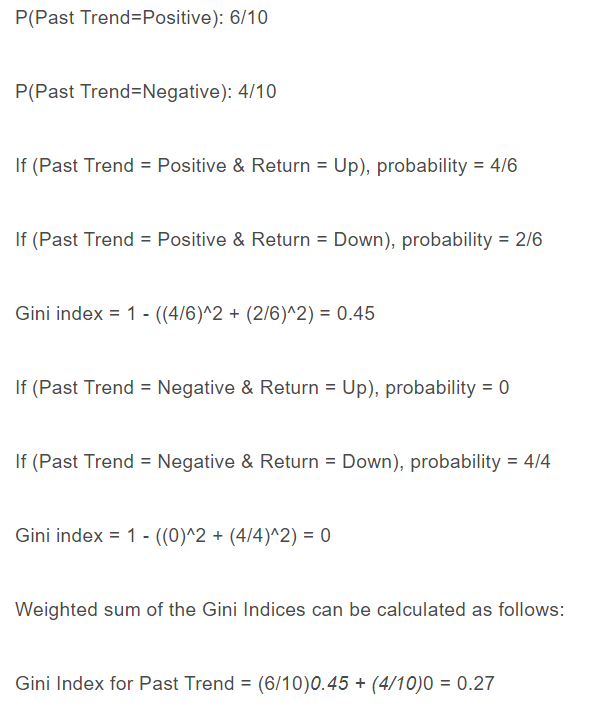 P(Past Trend=Positive): 6/10
P(Past Trend=Negative): 4/10
If (Past Trend = Positive & Return = Up), probability = 4/6
If (Past Trend = Positive & Return = Down), probability = 2/6
Gini index = 1 - ((4/6)^2 + (2/6)^2) = 0.45
If (Past Trend = Negative & Return = Up), probability = 0
If (Past Trend = Negative & Return = Down), probability = 4/4
Gini index = 1 - ((0)^2 + (4/4)^2) = 0
Weighted sum of the Gini Indices can be calculated as follows:
Gini Index for Past Trend = (6/10)0.45 + (4/10)0 = 0.27